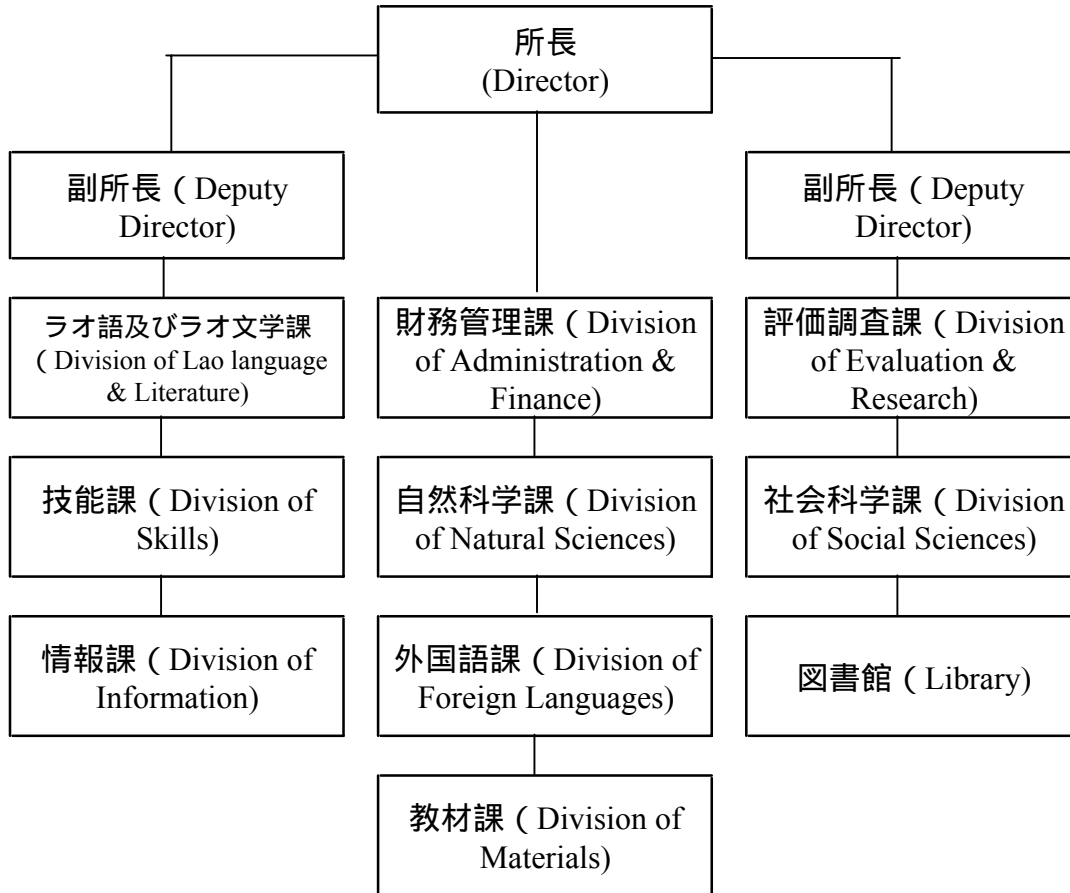 所長
(Director)
副所長 ( Deputy
Director)
副所長 ( Deputy
Director)
ラオ語及びラオ文学課
( Division of Lao language
& Literature)
財務管理課 ( Division
of Administration &
Finance)
評価調査課 ( Division
of Evaluation &
Research)
技能課 ( Division of
Skills)
自然科学課 ( Division
of Natural Sciences)
社会科学課 ( Division
of Social Sciences)
情報課 ( Division of
Information)
外国語課 ( Division of
Foreign Languages)
図書館 ( Library)
教材課 ( Division of
Materials)